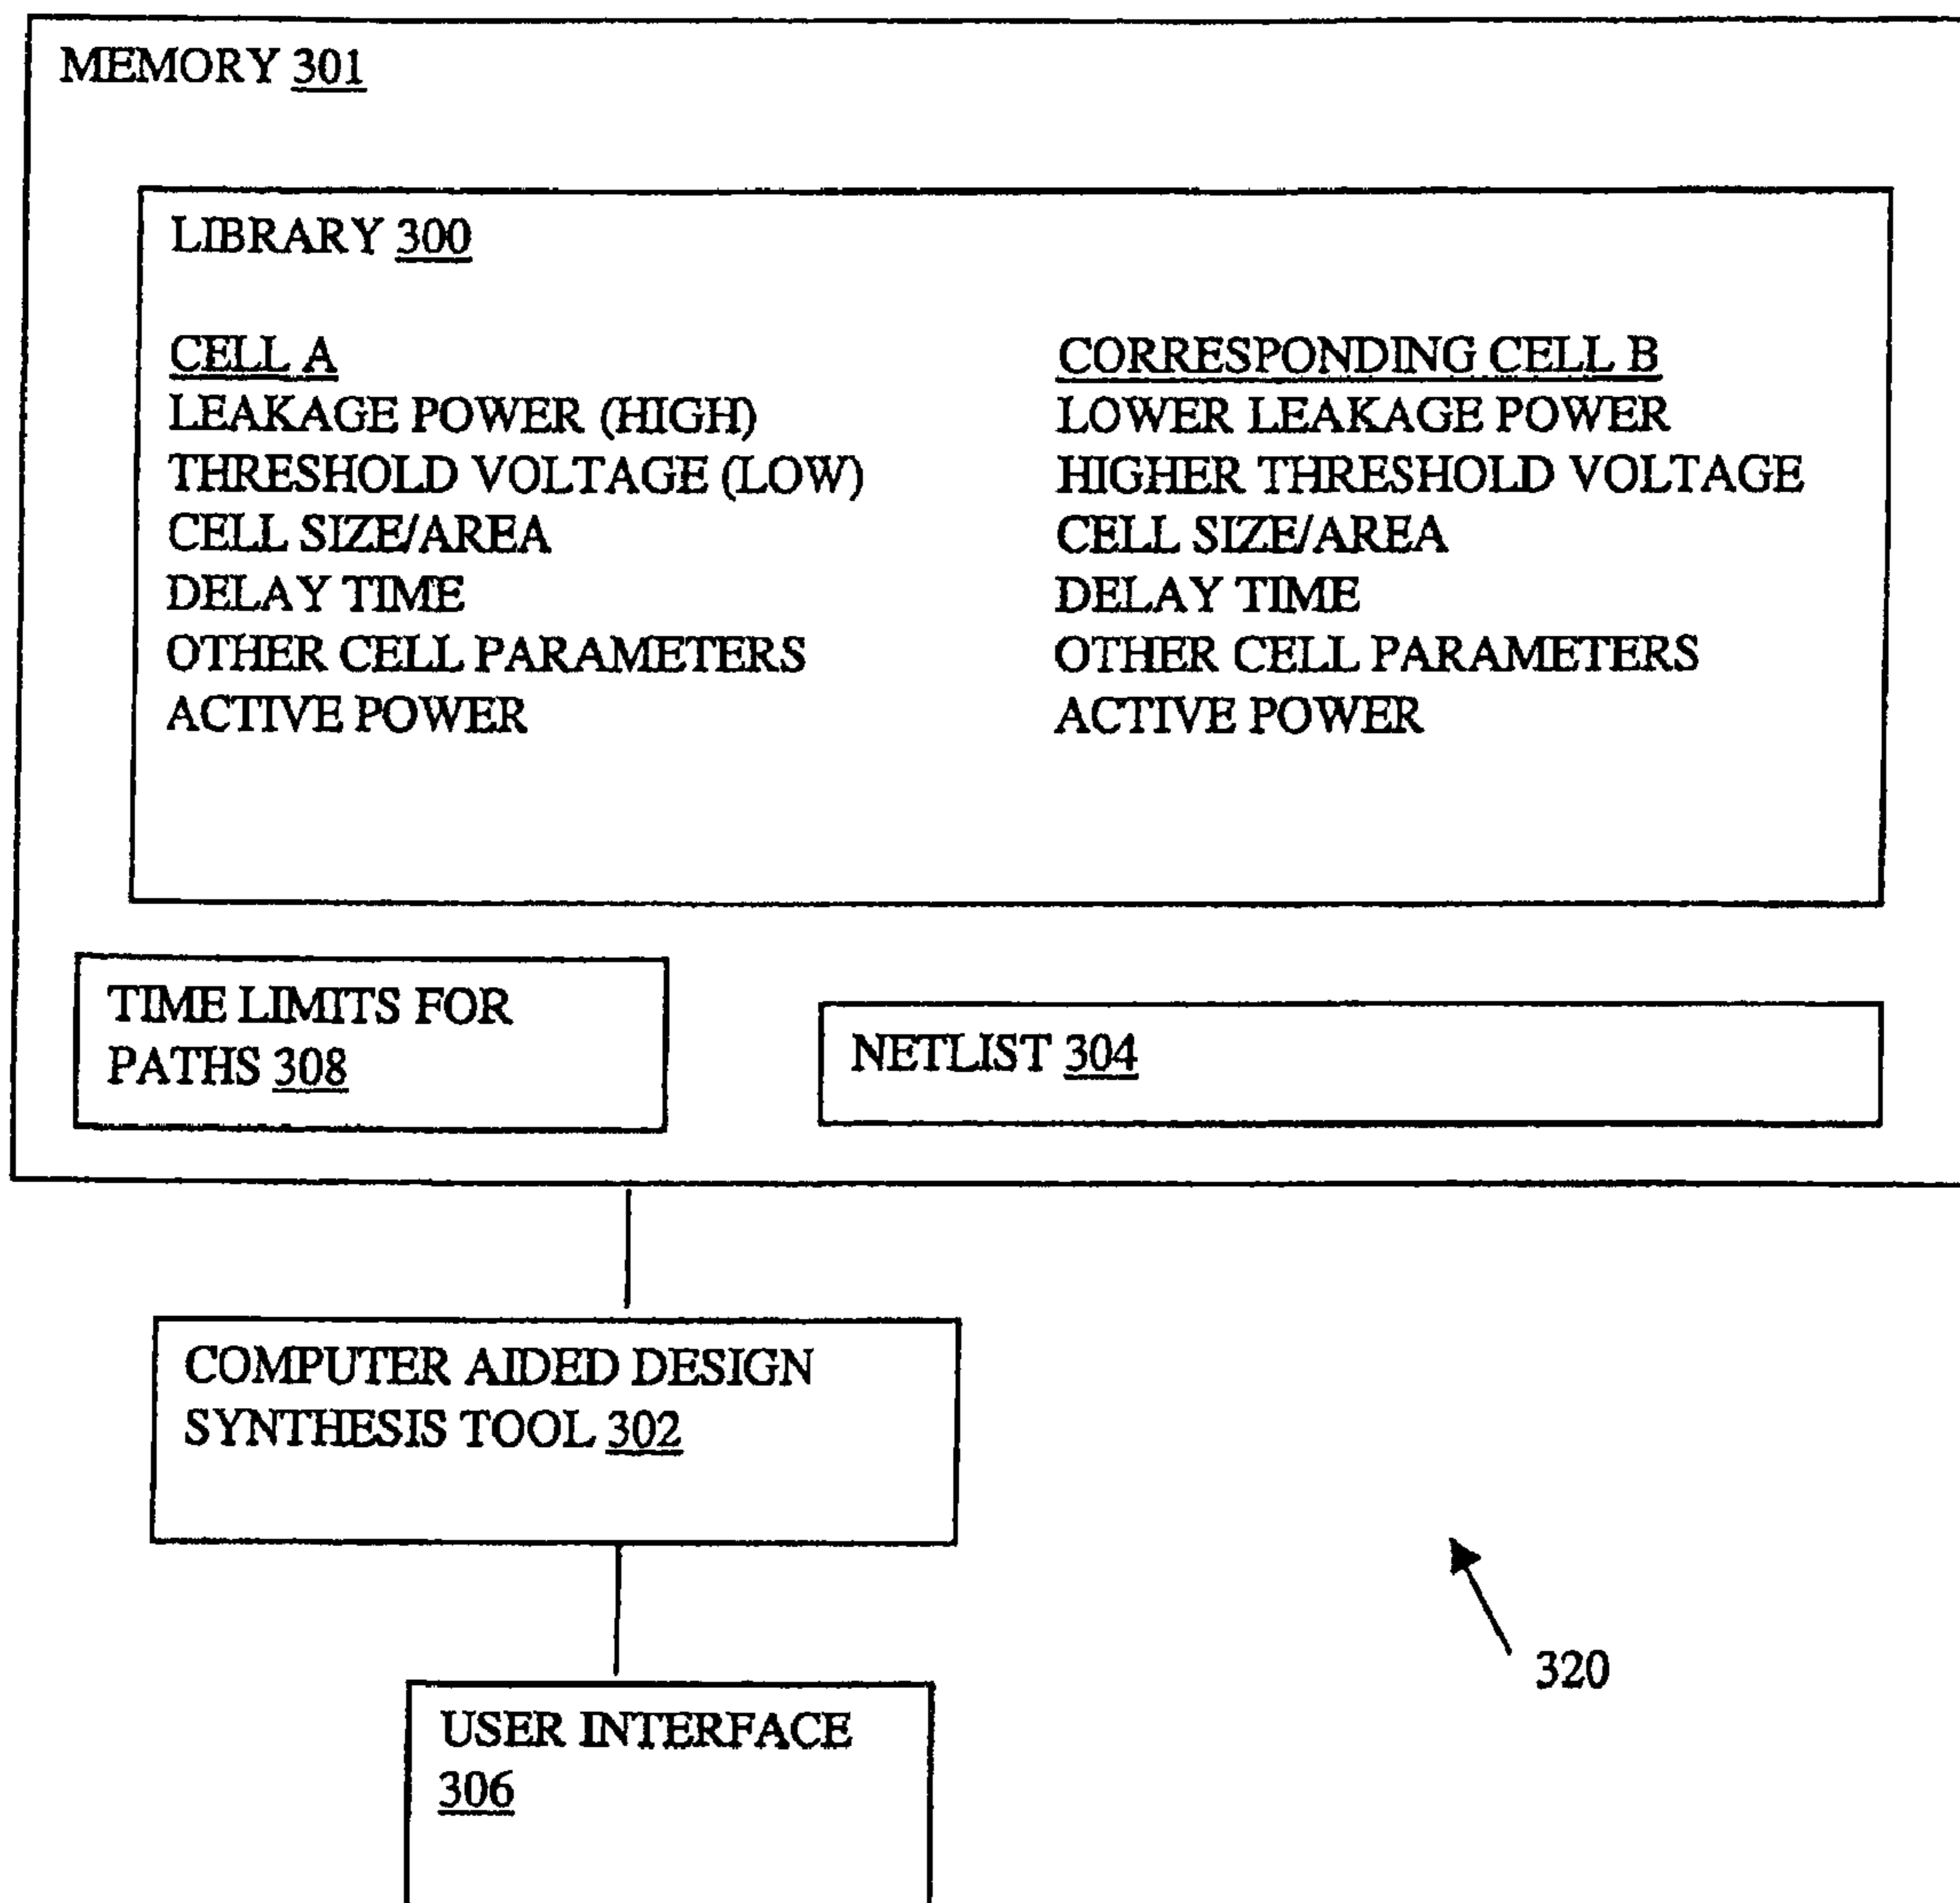 MEMORY 301
LIBRARY 300
CELL A
LEAKAGE POWER (HIGH)
THRESHOLD VOLTAGE (LOW)
CELL SIZE/AREA
DELAY TIME
OTHER CELL PARAMETERS
ACTIVE POWER
CORRESPONDING CELL B
LOWER LEAKAGE POWER
HIGHER THRESHOLD VOLTAGE
CELL SIZE/AREA
DELAY TIME
OTHER CELL PARAMETERS
ACTIVE POWER
TIME LIMITS FOR
PATHS 308
NETLIST 304
COMPUTER AIDED DESIGN
SYNTHESIS TOOL 302
320
USER INTERFACE
306